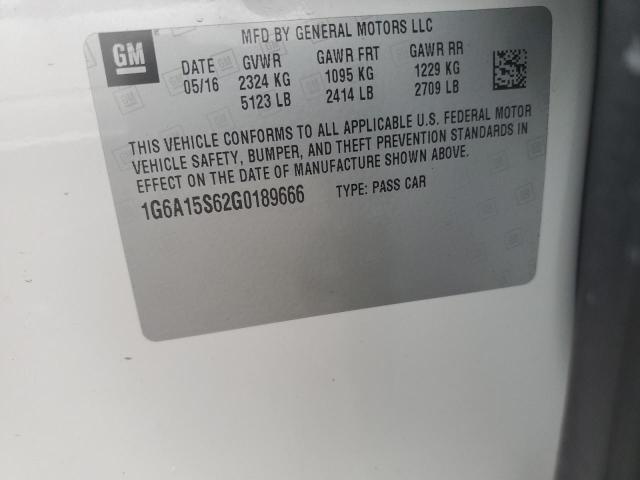 MFD BY GENERAL MOTORS LLC
GM
DATE GVWR GAWR FRT GAWR RR
05/16 2324 KG 1095 KG 1229 KG
5123 LB 2414 LB 2709 LB
THIS VEHICLE CONFORMS TO ALL APPLICABLE U.S. FEDERAL MOTOR
VEHICLE SAFETY, BUMPER, AND THEFT PREVENTION STANDARDS IN
EFFECT ON THE DATE OF MANUFACTURE SHOWN ABOVE.
1G6A15S62G0189666 TYPE: PASS CAR